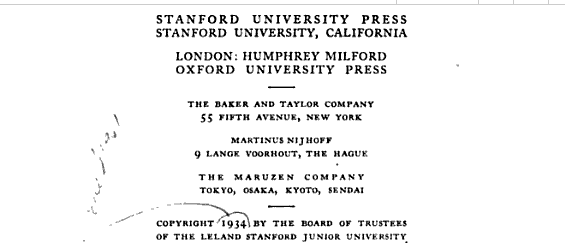 STANFORD UNIVERSITY PRESS
STANFORD UNIVERSITY, CALIFORNIA
LONDON: HUMPHREY MILFORD
OXFORD UNIVERSITY PRESS
THE BAKER AND TAYLOR COMPANY
55 FIFTH AVENUE, NEW YORK
MARTINUS NIJHOFF
9 LANGE VOORHOUT, THE HAGUE
THE MARUZEN COMPANY
TOKYO, OSAKA, KYOTO, SENDAI
COPYRIGHT 1934 BY THE BOARD OF TRUSTEES
OF THE LELAND STANFORD JUNIOR UNIVERSITY